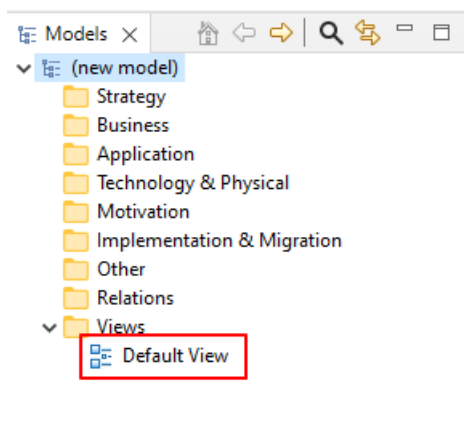 Models
(new model)
Strategy
Business
Application
Technology & Physical
Motivation
Implementation & Migration
Other
Relations
Views
Default View